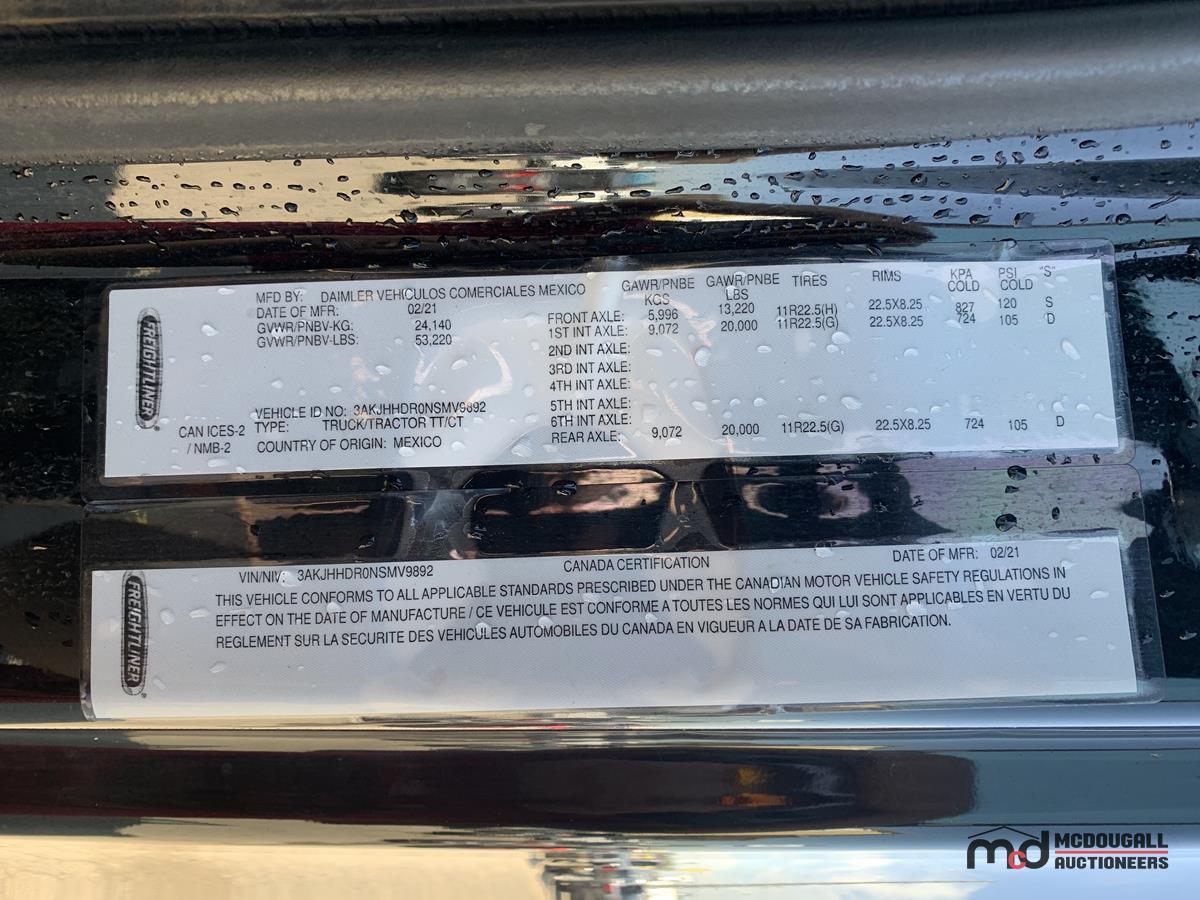 FREIGHTLINER
MFD BY: DAIMLER VEHICULOS COMERCIALES MEXICO
DATE OF MFR: 02/21
GVWR/PNBV-KG: 24,140
GVWR/PNBV-LBS: 53,220
VEHICLE ID NO: 3AKJHHDR0NSMV9892
TYPE: TRUCK/TRACTOR TT/CT
COUNTRY OF ORIGIN: MEXICO
CAN ICES-2
/ NMB-2
GAWR/PNBE KGS GAWR/PNBE LBS TIRES RIMS KPA COLD PSI COLD "S"
FRONT AXLE: 5,996 13,220 11R22.5(H) 22.5X8.25 827 120 S
1ST INT AXLE: 9,072 20,000 11R22.5(G) 22.5X8.25 724 105 D
2ND INT AXLE:
3RD INT AXLE:
4TH INT AXLE:
5TH INT AXLE:
6TH INT AXLE:
REAR AXLE: 9,072 20,000 11R22.5(G) 22.5X8.25 724 105 D
FREIGHTLINER
VIN/NIV: 3AKJHHDR0NSMV9892 CANADA CERTIFICATION DATE OF MFR: 02/21
THIS VEHICLE CONFORMS TO ALL APPLICABLE STANDARDS PRESCRIBED UNDER THE CANADIAN MOTOR VEHICLE SAFETY REGULATIONS IN
EFFECT ON THE DATE OF MANUFACTURE / CE VEHICULE EST CONFORME A TOUTES LES NORMES QUI LUI SONT APPLICABLES EN VERTU DU
REGLEMENT SUR LA SECURITE DES VEHICULES AUTOMOBILES DU CANADA EN VIGUEUR A LA DATE DE SA FABRICATION.
mcd MCDOUGALL
AUCTIONEERS